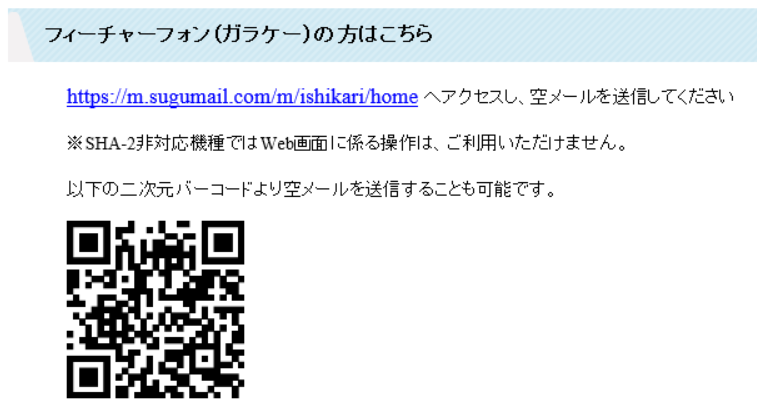 フィーチャーフォン(ガラケー)の方はこちら
https://m.sugumail.com/m/ishikari/home へアクセスし、空メールを送信してください
※SHA-2非対応機種ではWeb画面に係る操作は、ご利用いただけません。
以下の二次元バーコードより空メールを送信することも可能です。